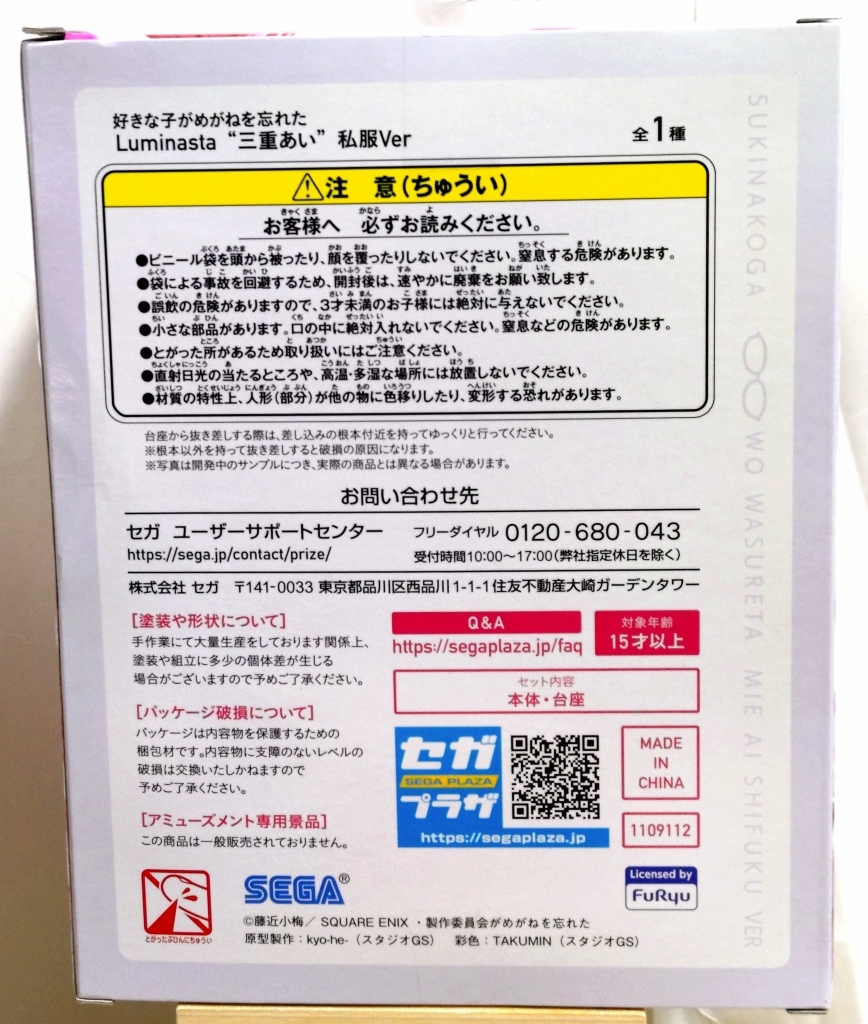 好きな子がめがねを忘れた
Luminasta “三重あい” 私服Ver
全1種
⚠注 意(ちゅうい)
お客様へ 必ずお読みください。
●ビニール袋を頭から被ったり、顔を覆ったりしないでください。窒息する危険があります。
●袋による事故を回避するため、開封後は、速やかに廃棄をお願い致します。
●誤飲の危険がありますので、3才未満のお子様には絶対に与えないでください。
●小さな部品があります。口の中に絶対入れないでください。窒息などの危険があります。
●とがった所があるため取り扱いにはご注意ください。
●直射日光の当たるところや、高温・多湿な場所には放置しないでください。
●材質の特性上、人形(部分)が他の物に色移りしたり、変形する恐れがあります。
台座から抜き差しする際は、差し込みの根本付近を持ってゆっくりと行ってください。
※根本以外を持って抜き差しすると破損の原因になります。
※写真は開発中のサンプルにつき、実際の商品とは異なる場合があります。
お問い合わせ先
セガ ユーザーサポートセンター
https://sega.jp/contact/prize/
フリーダイヤル 0120-680-043
受付時間10:00〜17:00(弊社指定休日を除く)
株式会社 セガ 〒141-0033 東京都品川区西品川1-1-1住友不動産大崎ガーデンタワー
[塗装や形状について]
手作業にて大量生産をしております関係上、
塗装や組立に多少の個体差が生じる
場合がございますので予めご了承ください。
[パッケージ破損について]
パッケージは内容物を保護するための
梱包材です。内容物に支障のないレベルの
破損は交換いたしかねますので
予めご了承ください。
[アミューズメント専用景品]
この商品は一般販売されておりません。
Q&A
https://segaplaza.jp/faq
対象年齢
15才以上
セット内容
本体・台座
セガ
SEGA PLAZA
プラザ
https://segaplaza.jp
MADE
IN
CHINA
1109112
とがったぶひんにちゅうい
SEGA®
Licensed by
FuRyu
©藤近小梅/ SQUARE ENIX ・製作委員会がめがねを忘れた
原型製作：kyo-he-（スタジオGS） 彩色：TAKUMIN（スタジオGS）
SUKINAKOGA WO WASURETA MIE AI SHIFUKU VER